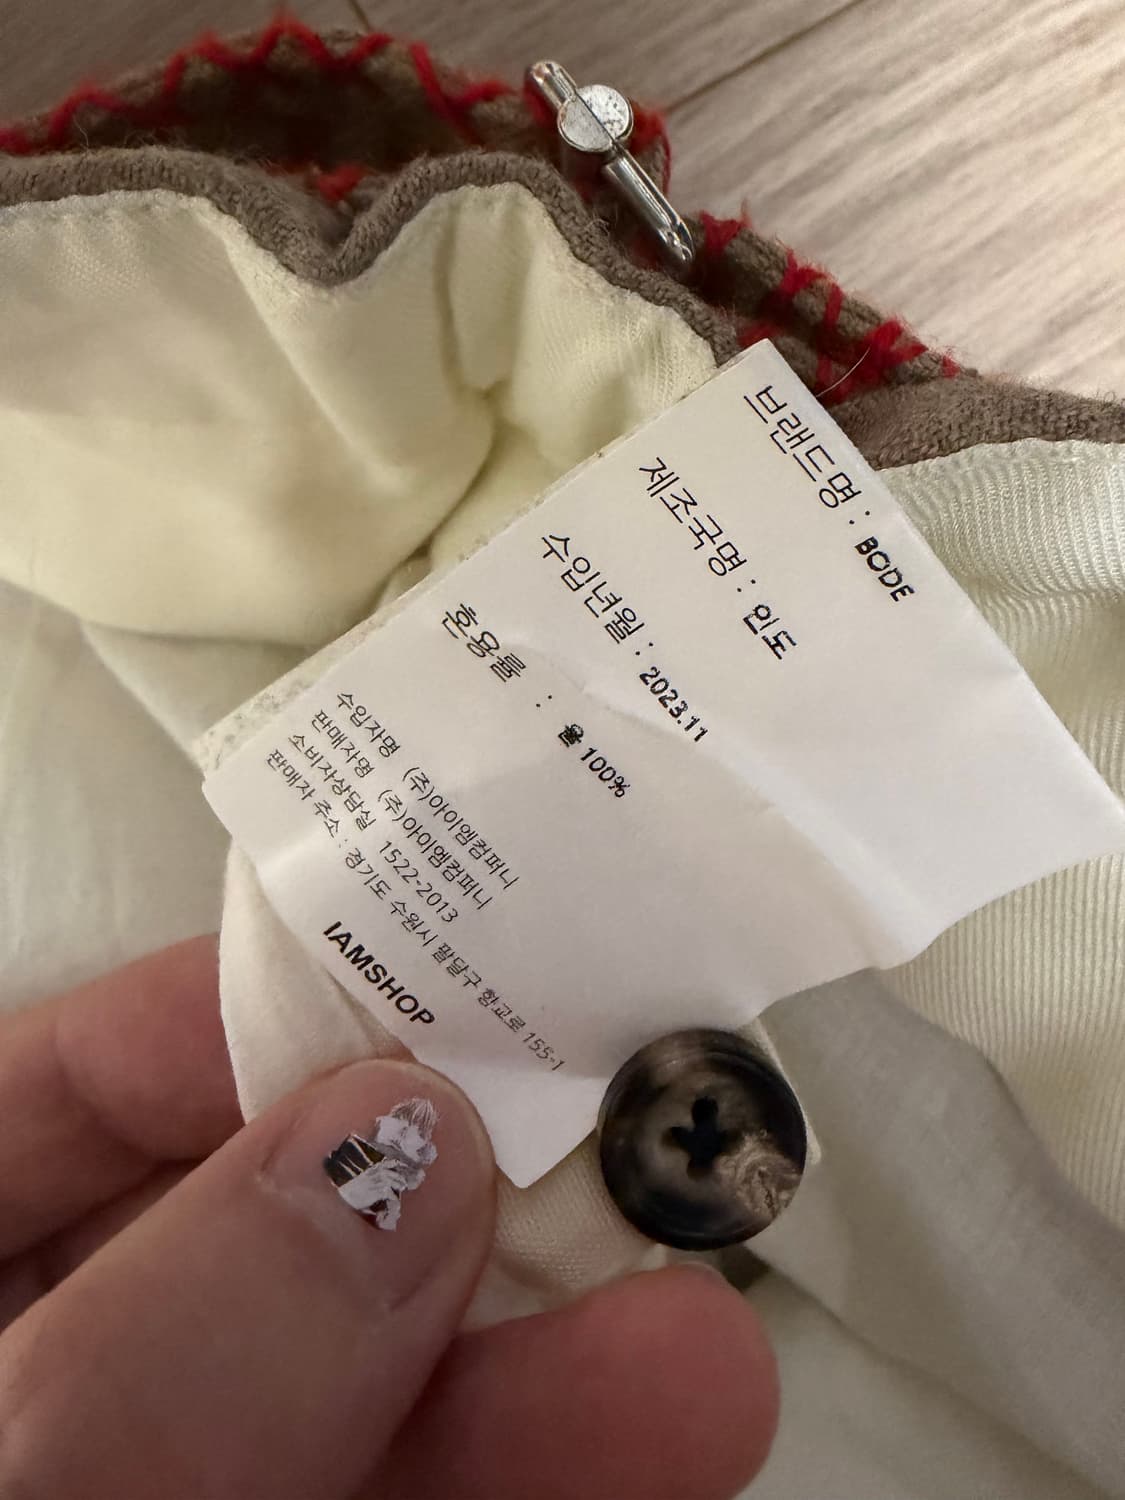 브랜드명 : BODE
제조국명 : 인도
수입년월 : 2023.11
혼용률 : 울 100%
수입자명 (주)아이엠컴퍼니
판매자명 (주)아이엠컴퍼니
소비자상담실 1522-2013
판매자 주소 : 경기도 수원시 팔달구 향교로 155-1
IAMSHOP